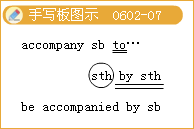 手写板图示 0602-07
accompany sb to…
sth by sth
be accompanied by sb